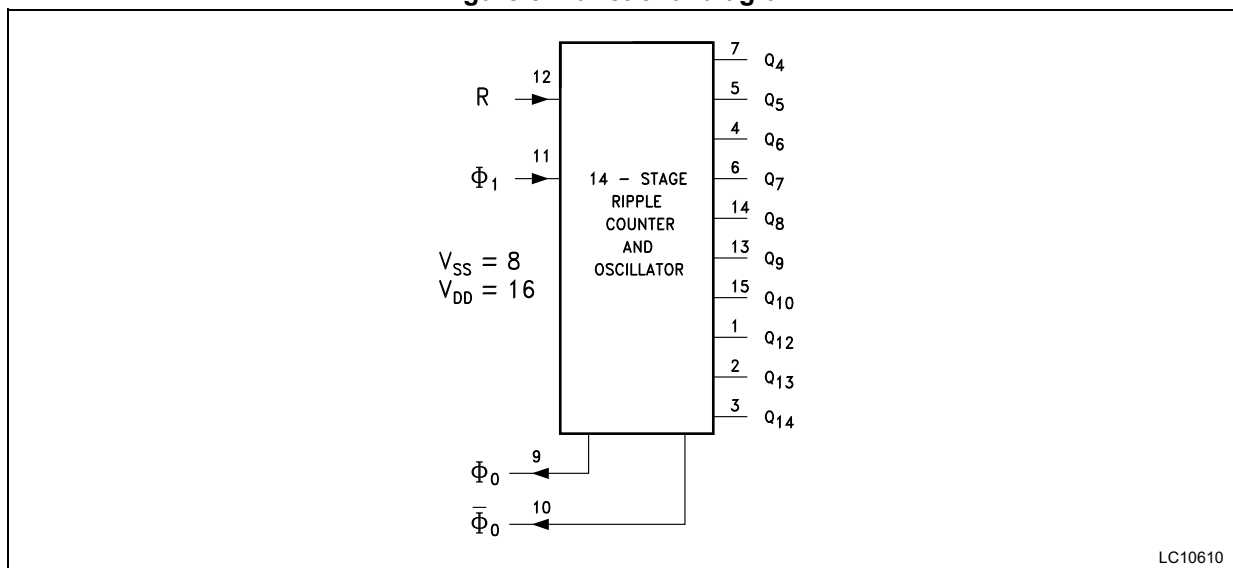 7 Q4
12
R
5 Q5
4 Q6
11
Φ1
6 Q7
14 - STAGE
RIPPLE
COUNTER
AND
OSCILLATOR
14 Q8
13 Q9
VSS = 8
VDD = 16
15 Q10
1 Q12
2 Q13
3 Q14
9
Φ0
10
Φ̅0
LC10610